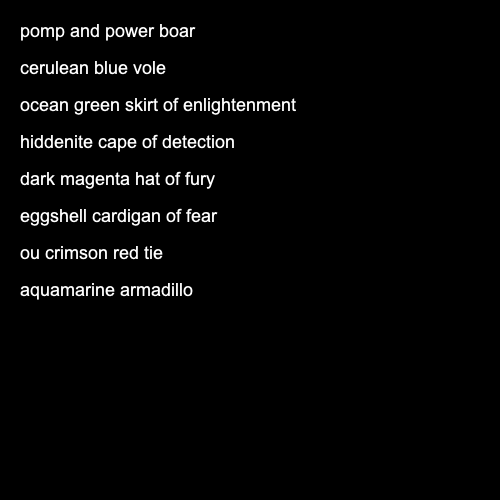 pomp and power boar
cerulean blue vole
ocean green skirt of enlightenment
hiddenite cape of detection
dark magenta hat of fury
eggshell cardigan of fear
ou crimson red tie
aquamarine armadillo